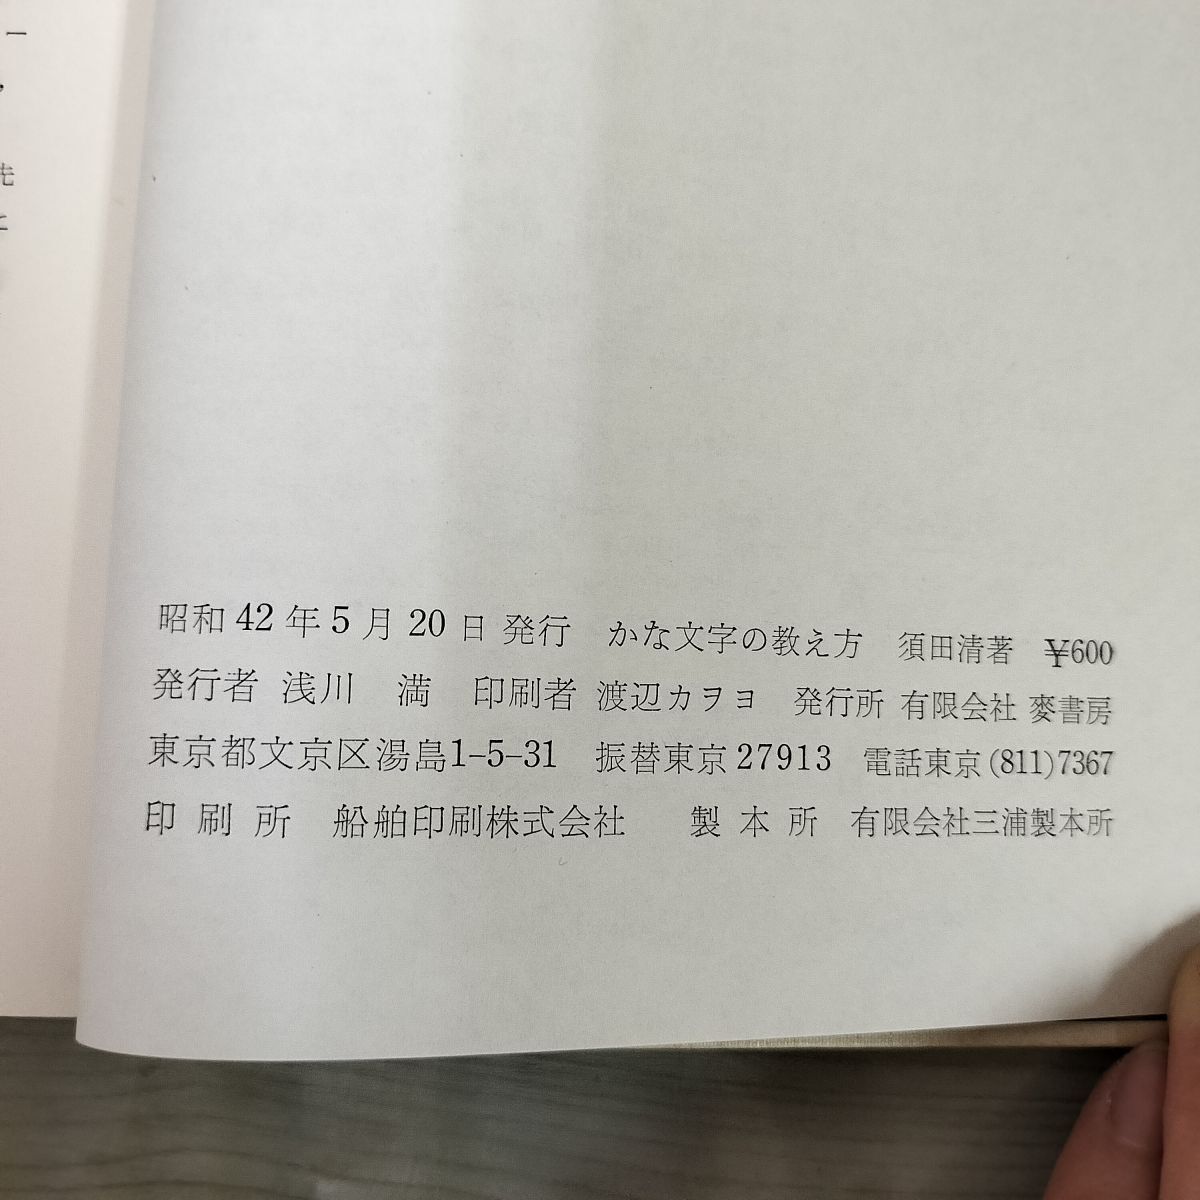 昭和42年5月20日発行 かな文字の教え方 須田清著 ¥600
発行者 浅川 満 印刷者 渡辺カヲヨ 発行所 有限会社 麥書房
東京都文京区湯島1-5-31 振替東京27913 電話東京(811)7367
印刷所 船舶印刷株式会社 製本所 有限会社三浦製本所